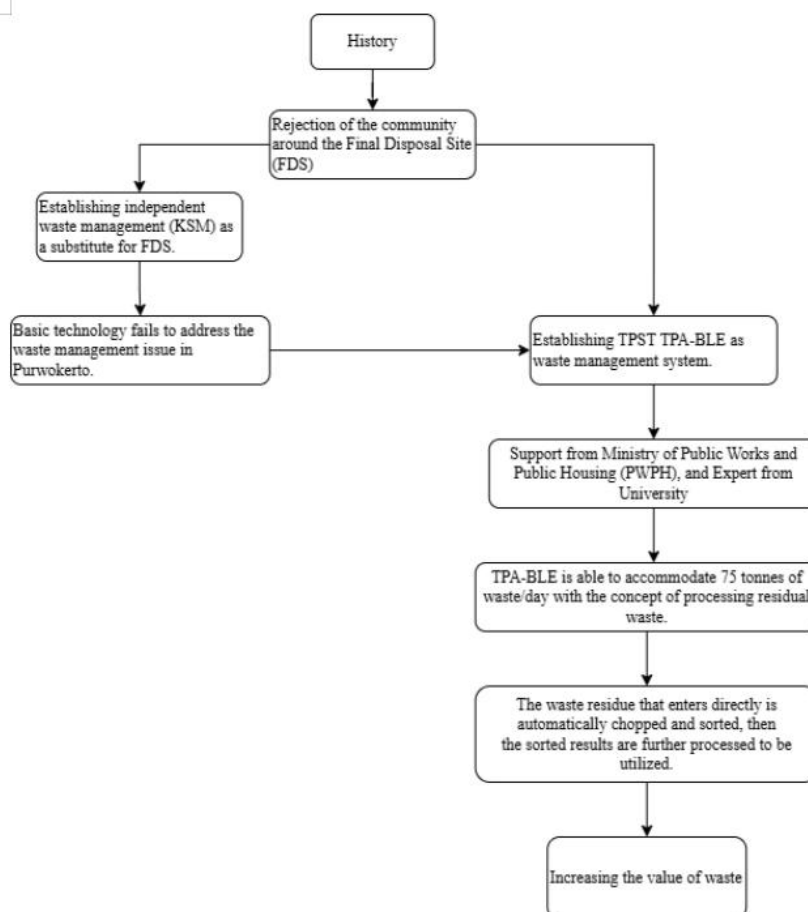 History
Rejection of the community
around the Final Disposal Site
(FDS)
Establishing independent
waste management (KSM) as
a substitute for FDS.
Basic technology fails to address the
waste management issue in
Purwokerto.
Establishing TPST TPA-BLE as
waste management system.
Support from Ministry of Public Works and
Public Housing (PWPH), and Expert from
University
TPA-BLE is able to accommodate 75 tonnes of
waste/day with the concept of processing residual
waste.
The waste residue that enters directly is
automatically chopped and sorted, then
the sorted results are further processed to be
utilized.
Increasing the value of waste